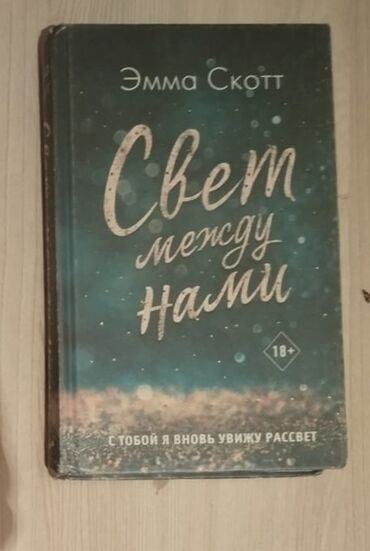 Эмма Скотт
Свет
между
нами
18+
С ТОБОЙ Я ВНОВЬ УВИЖУ РАССВЕТ